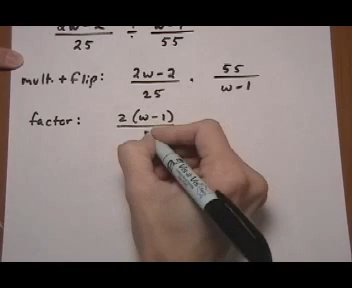 2w-2 / 25 ÷ w-1 / 55
mult. + flip: 2w-2 / 25 · 55 / w-1
factor: 2(w-1)